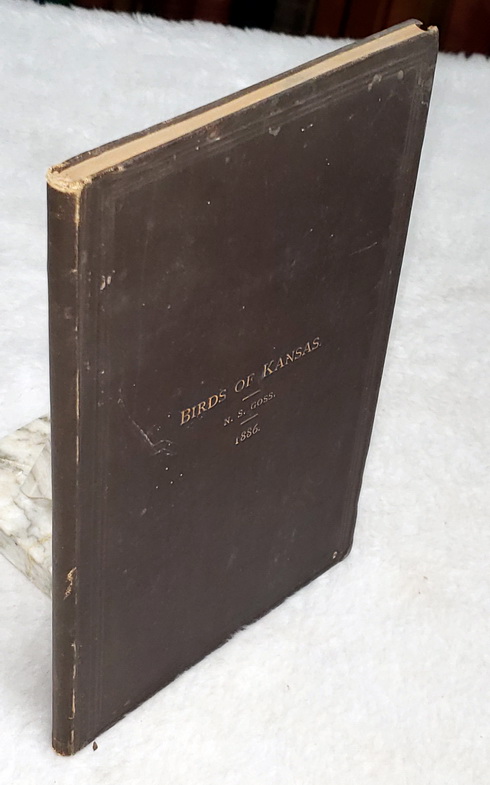 BIRDS OF KANSAS.
N. S. GOSS.
1886.